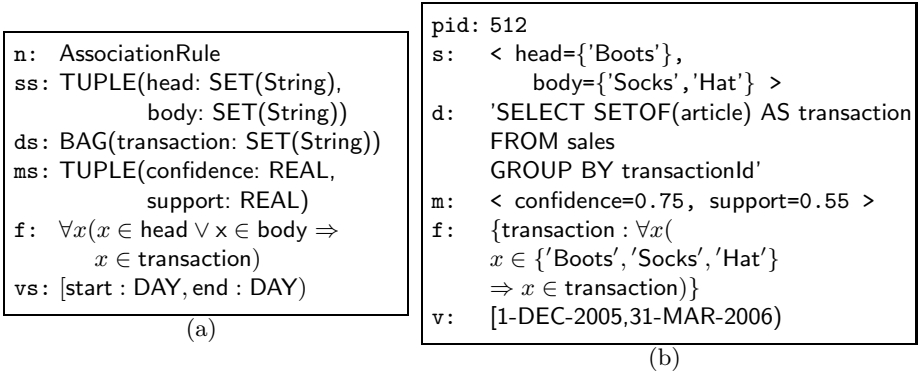 n: AssociationRule
ss: TUPLE(head: SET(String),
body: SET(String))
ds: BAG(transaction: SET(String))
ms: TUPLE(confidence: REAL,
support: REAL)
f: ∀x(x ∈ head ∨ x ∈ body ⇒
x ∈ transaction)
vs: [start : DAY, end : DAY)
(a)
pid: 512
s: < head={'Boots'},
body={'Socks','Hat'} >
d: 'SELECT SETOF(article) AS transaction
FROM sales
GROUP BY transactionId'
m: < confidence=0.75, support=0.55 >
f: {transaction : ∀x(
x ∈ {'Boots', 'Socks', 'Hat'}
⇒ x ∈ transaction)}
v: [1-DEC-2005,31-MAR-2006)
(b)